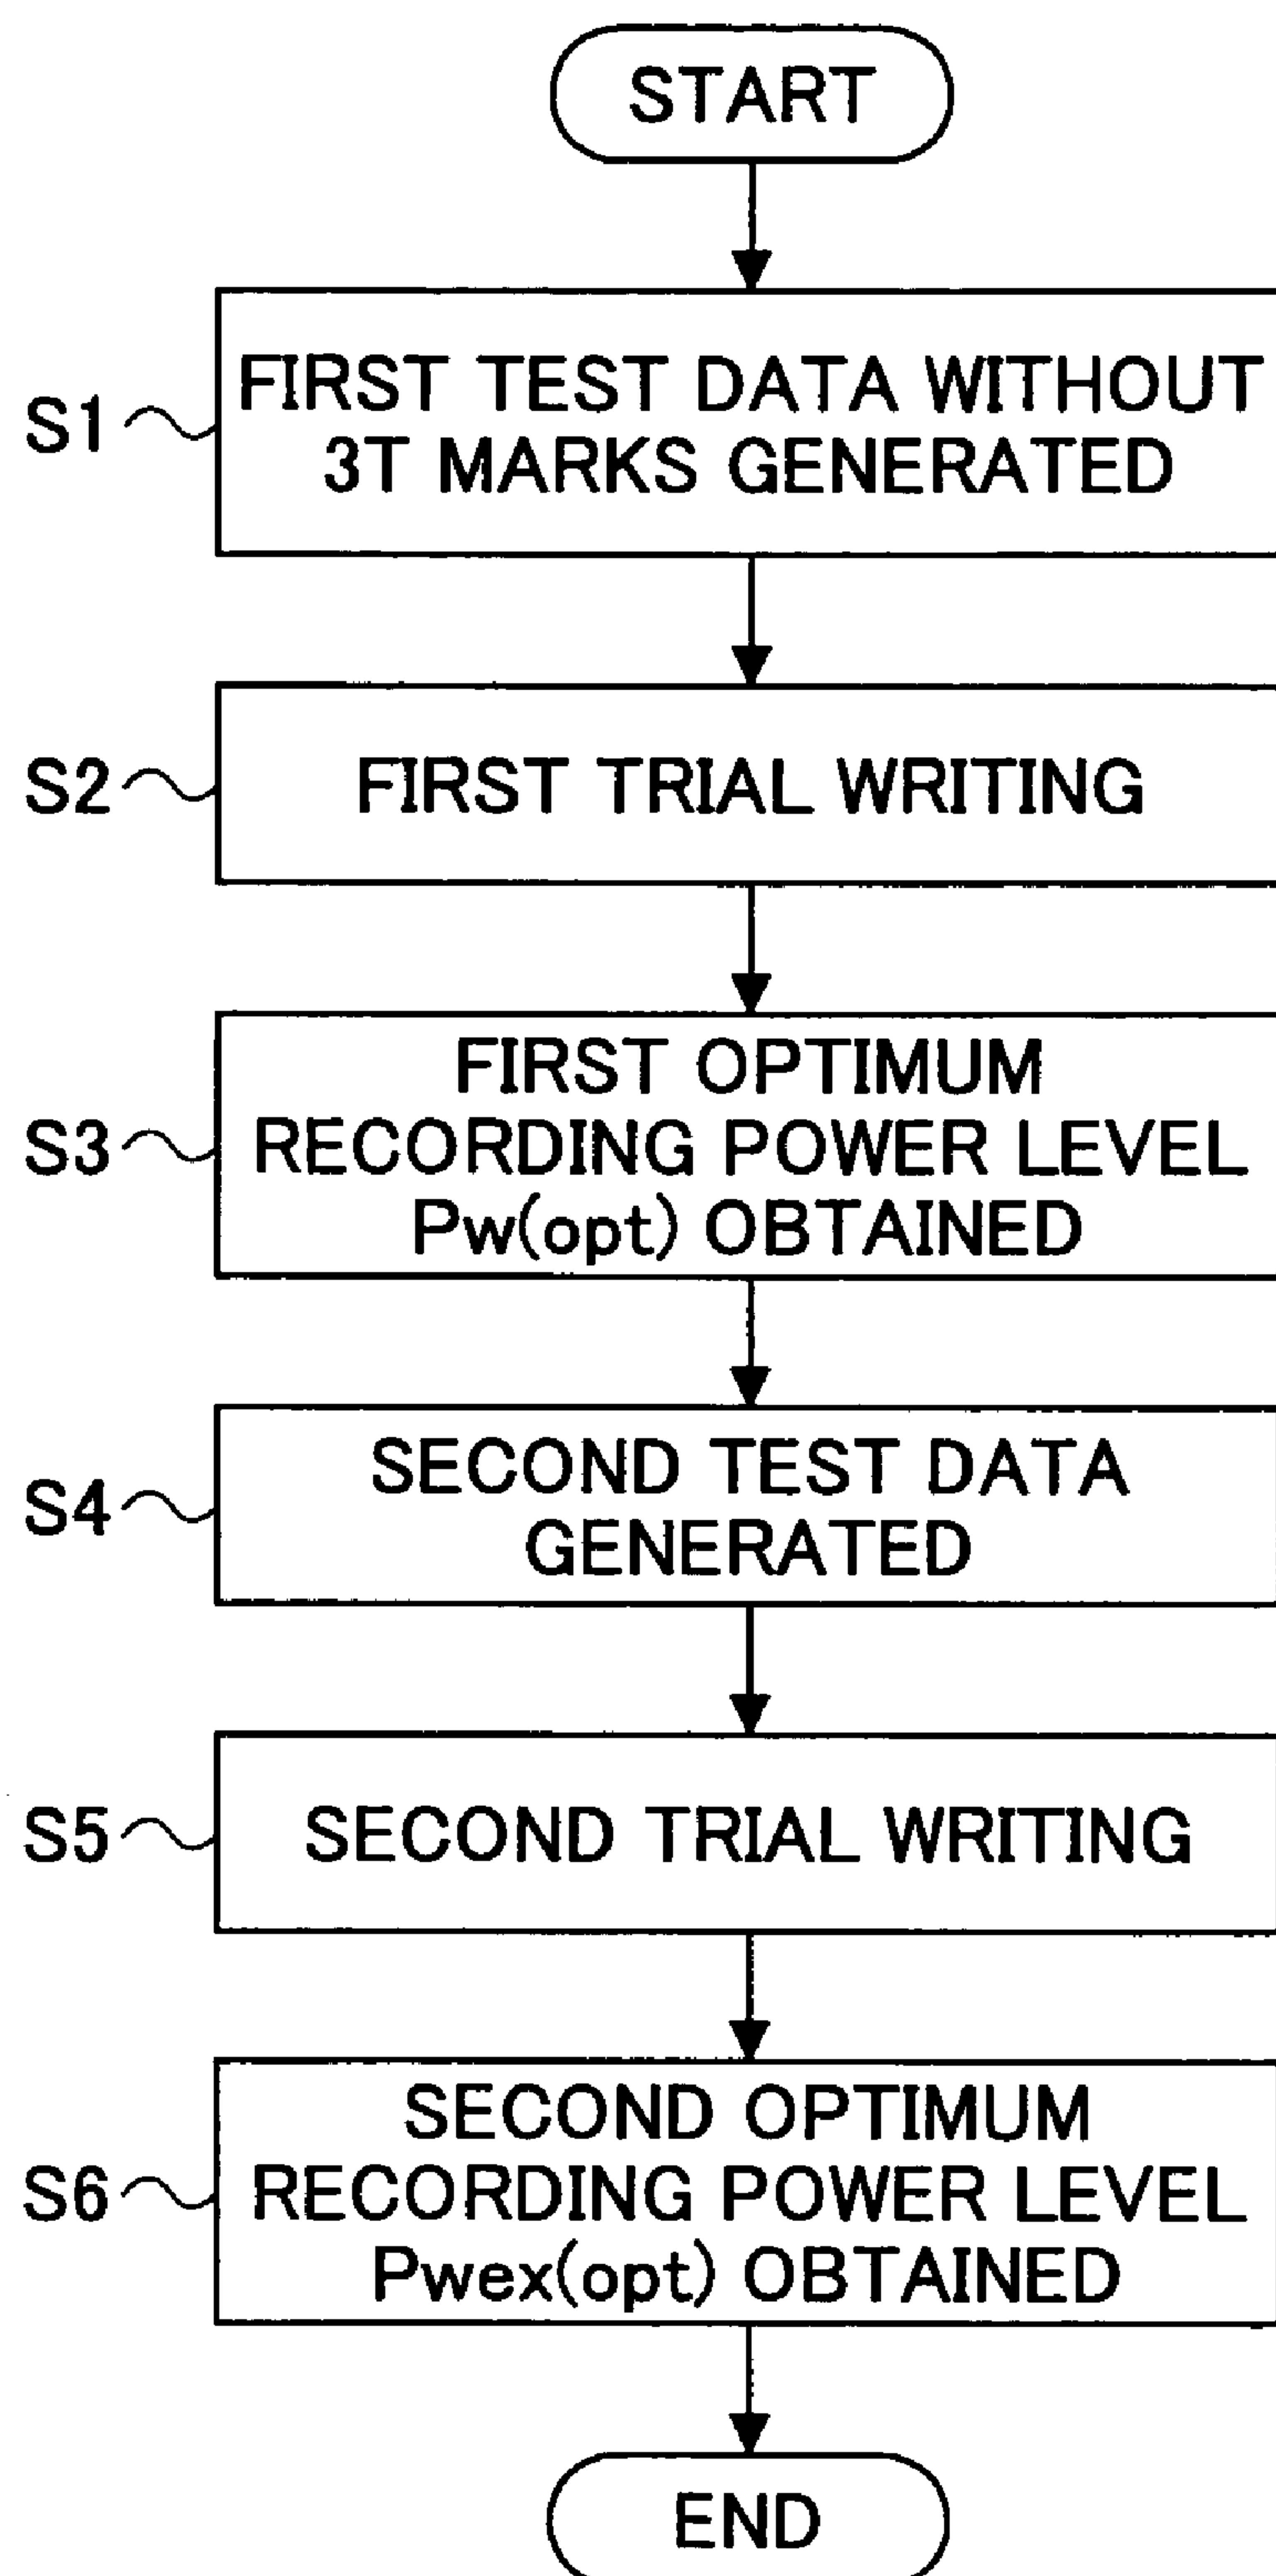 START
S1
FIRST TEST DATA WITHOUT
3T MARKS GENERATED
S2
FIRST TRIAL WRITING
S3
FIRST OPTIMUM
RECORDING POWER LEVEL
Pw(opt) OBTAINED
S4
SECOND TEST DATA
GENERATED
S5
SECOND TRIAL WRITING
S6
SECOND OPTIMUM
RECORDING POWER LEVEL
Pwex(opt) OBTAINED
END